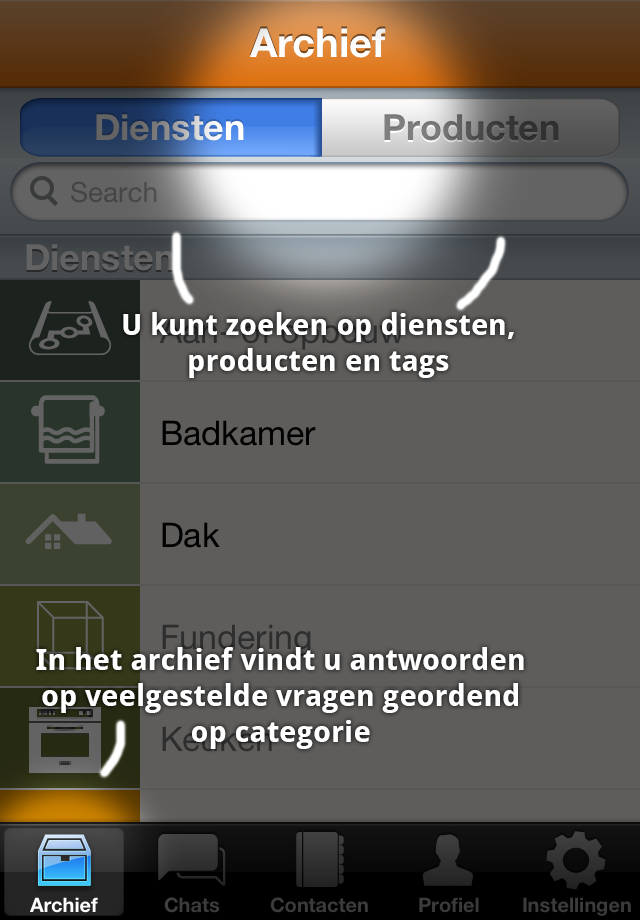 Archief
Diensten Producten
Search
Diensten
Aan- of opbouw
U kunt zoeken op diensten,
producten en tags
Badkamer
Dak
Fundering
In het archief vindt u antwoorden
op veelgestelde vragen geordend
op categorie
Keuken
Archief Chats Contacten Profiel Instellingen